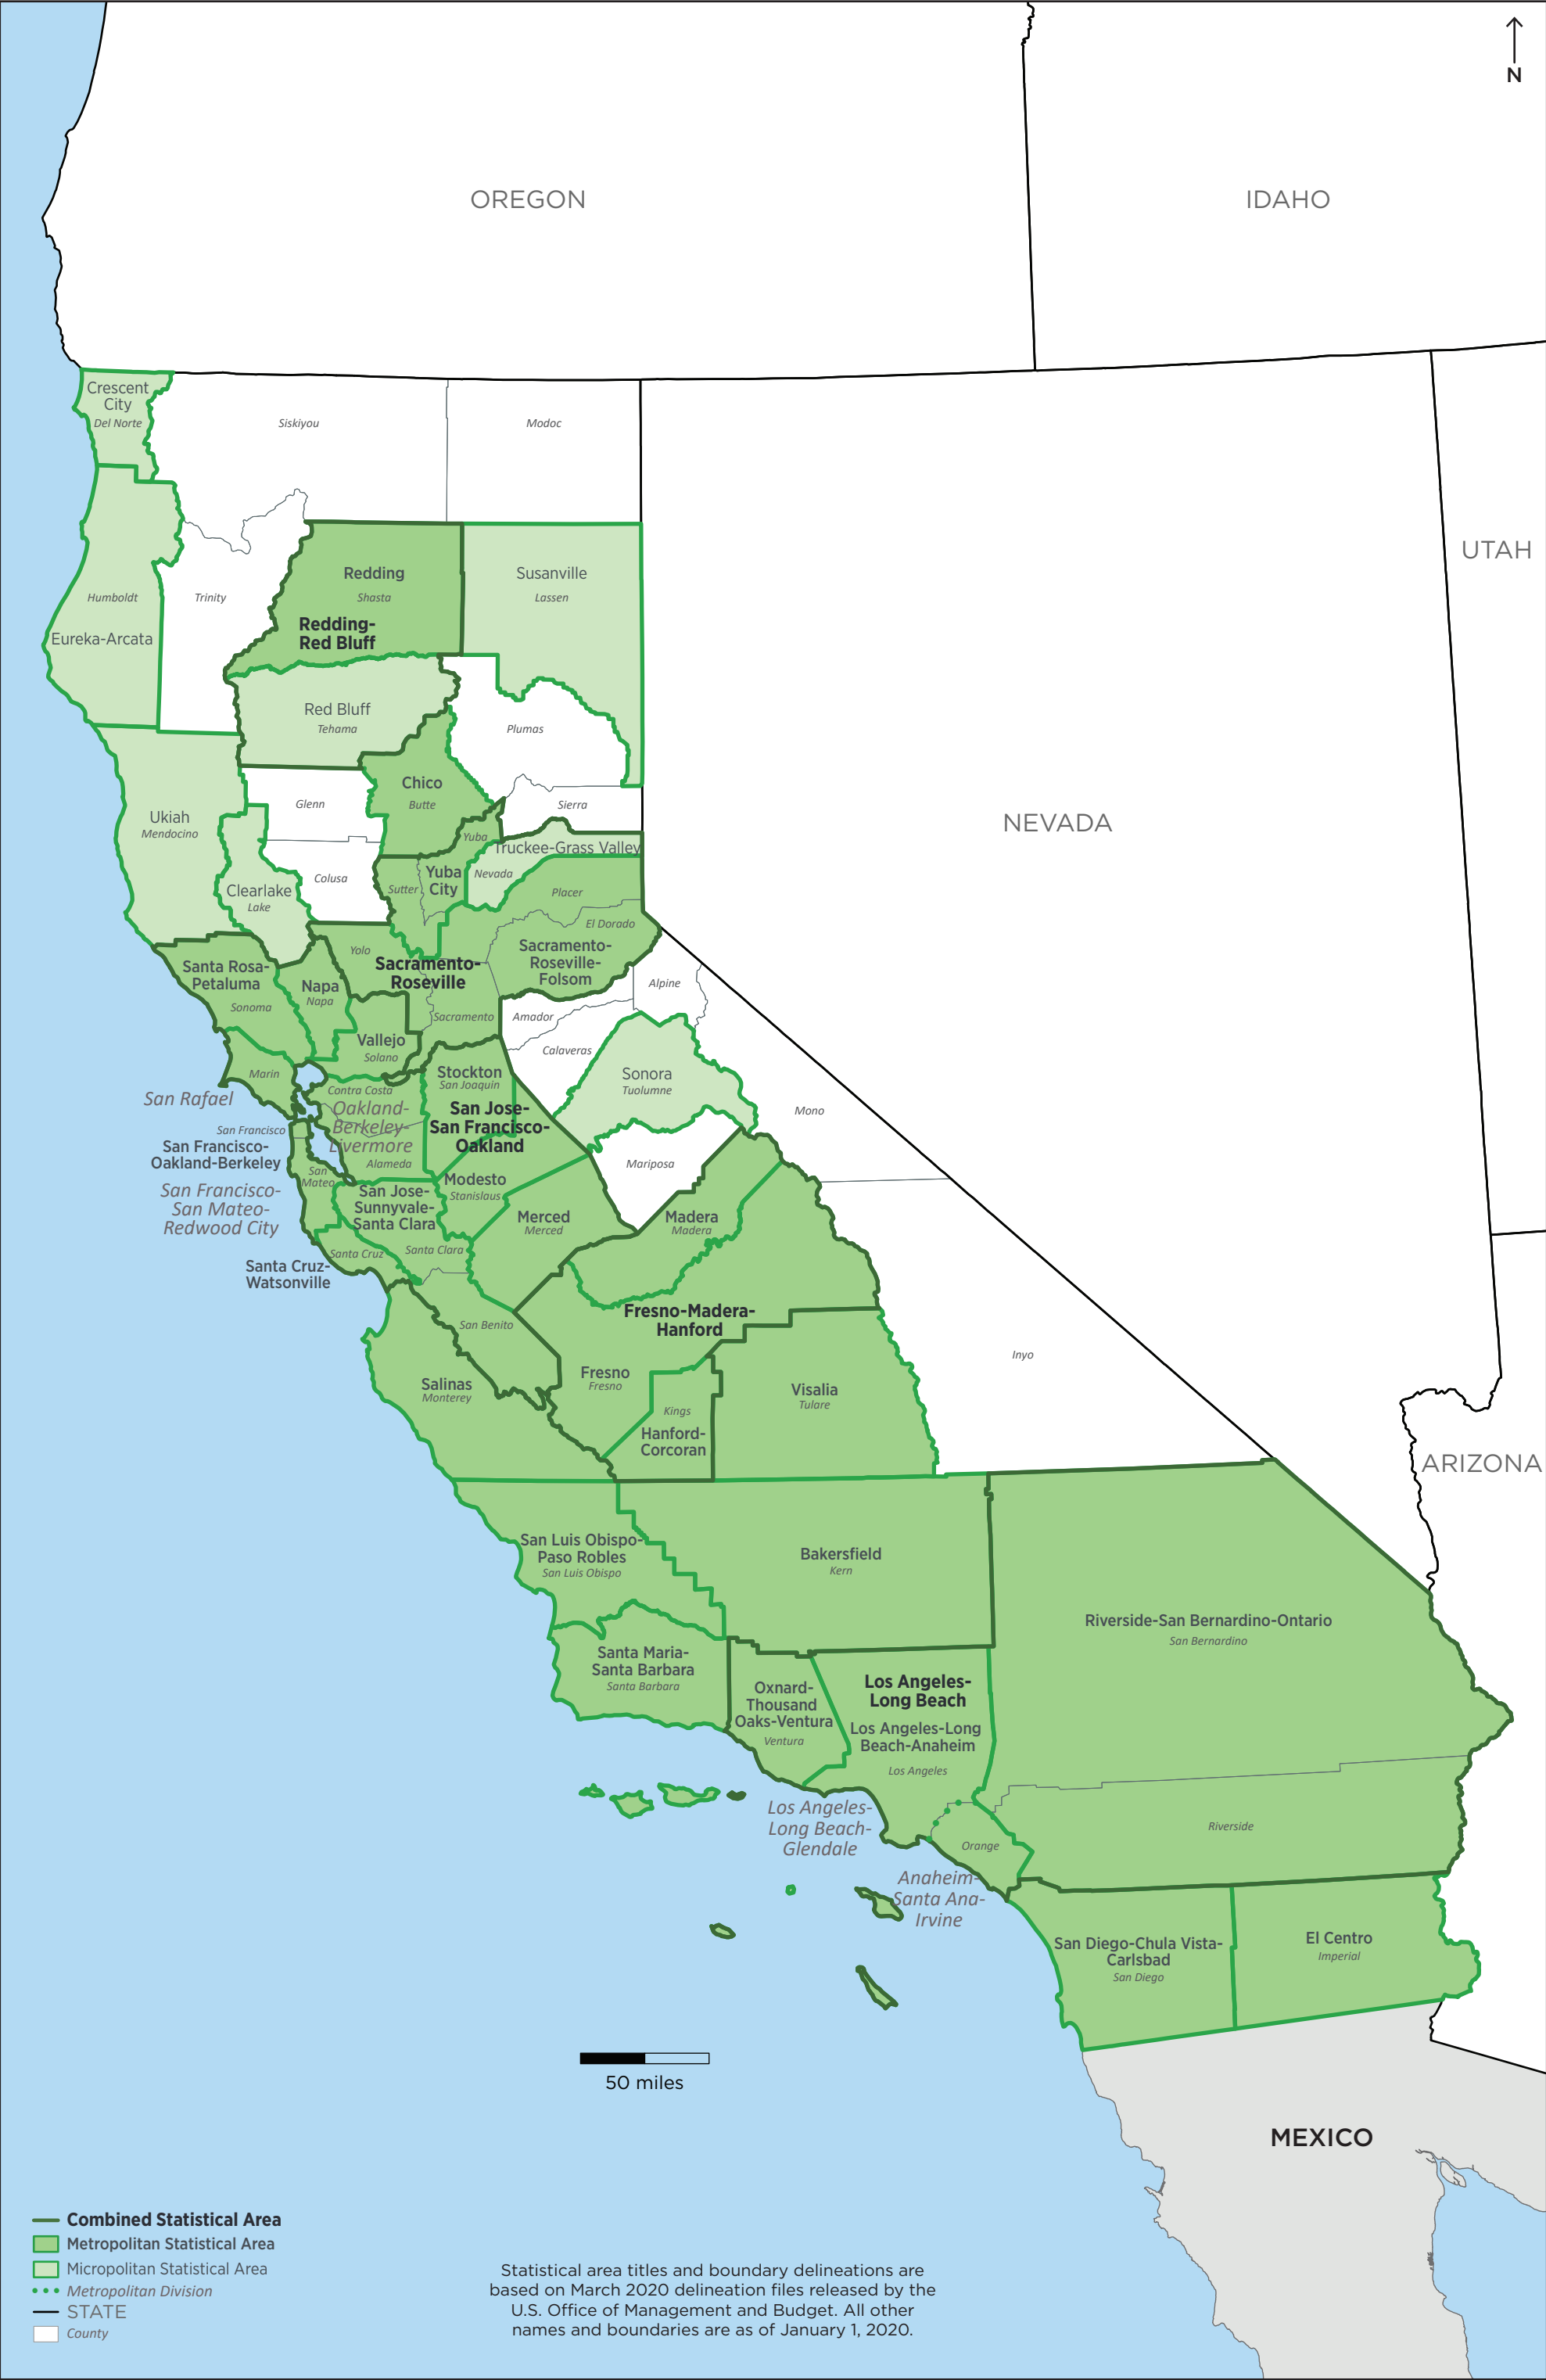 N
OREGON
IDAHO
Crescent
City
Del Norte
Siskiyou
Modoc
UTAH
Redding
Shasta
Susanville
Lassen
Humboldt
Trinity
Redding-
Red Bluff
Eureka-Arcata
Red Bluff
Tehama
Plumas
Chico
Butte
Glenn
Sierra
NEVADA
Ukiah
Mendocino
Yuba
Truckee-Grass Valley
Nevada
Colusa
Yuba
City
Sutter
Clearlake
Lake
Placer
El Dorado
Yolo
Sacramento-
Roseville-
Folsom
Sacramento-
Roseville
Santa Rosa-
Petaluma
Sonoma
Napa
Napa
Alpine
Sacramento
Amador
Vallejo
Solano
Calaveras
Marin
Stockton
San Joaquin
Sonora
Tuolumne
San Rafael
Contra Costa
Oakland-
Berkeley-
Livermore
Alameda
San Jose-
San Francisco-
Oakland
Mono
San Francisco
San Francisco-
Oakland-Berkeley
San
Mateo
Mariposa
San Francisco-
San Mateo-
Redwood City
San Jose-
Sunnyvale-
Santa Clara
Modesto
Stanislaus
Merced
Merced
Madera
Madera
Santa Cruz
Santa Clara
Santa Cruz-
Watsonville
San Benito
Fresno-Madera-
Hanford
Inyo
Salinas
Monterey
Fresno
Fresno
Visalia
Tulare
Kings
Hanford-
Corcoran
ARIZONA
San Luis Obispo-
Paso Robles
San Luis Obispo
Bakersfield
Kern
Riverside-San Bernardino-Ontario
San Bernardino
Santa Maria-
Santa Barbara
Santa Barbara
Oxnard-
Thousand
Oaks-Ventura
Ventura
Los Angeles-
Long Beach
Los Angeles-Long
Beach-Anaheim
Los Angeles
Los Angeles-
Long Beach-
Glendale
Orange
Riverside
Anaheim-
Santa Ana-
Irvine
San Diego-Chula Vista-
Carlsbad
San Diego
El Centro
Imperial
50 miles
MEXICO
Combined Statistical Area
Metropolitan Statistical Area
Micropolitan Statistical Area
Metropolitan Division
STATE
County
Statistical area titles and boundary delineations are
based on March 2020 delineation files released by the
U.S. Office of Management and Budget. All other
names and boundaries are as of January 1, 2020.